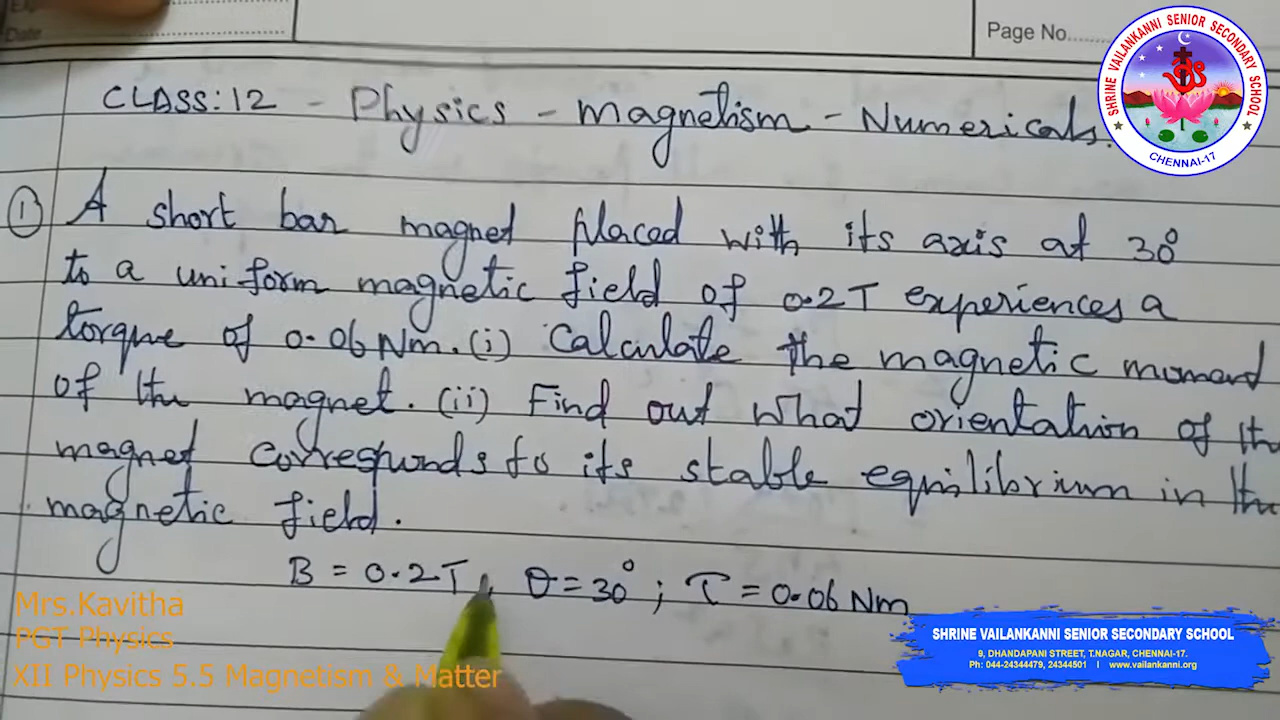 Date
Page No..........
CLASS: 12 - Physics - Magnetism - Numericals.
① A short bar magnet placed with its axis at 30°
to a uniform magnetic field of 0.2T experiences a
torque of 0.06 Nm. (i) Calculate the magnetic moment
of the magnet. (ii) Find out what orientation of the
magnet corresponds to its stable equilibrium in the
magnetic field.
B = 0.2T, θ = 30°; τ = 0.06 Nm
Mrs.Kavitha
PGT Physics
XII Physics 5.5 Magnetism & Matter
SHRINE VAILANKANNI SENIOR SECONDARY SCHOOL
CHENNAI-17
SHRINE VAILANKANNI SENIOR SECONDARY SCHOOL
9, DHANDAPANI STREET, T.NAGAR, CHENNAI-17.
Ph: 044-24344479, 24344501 | www.vailankanni.org